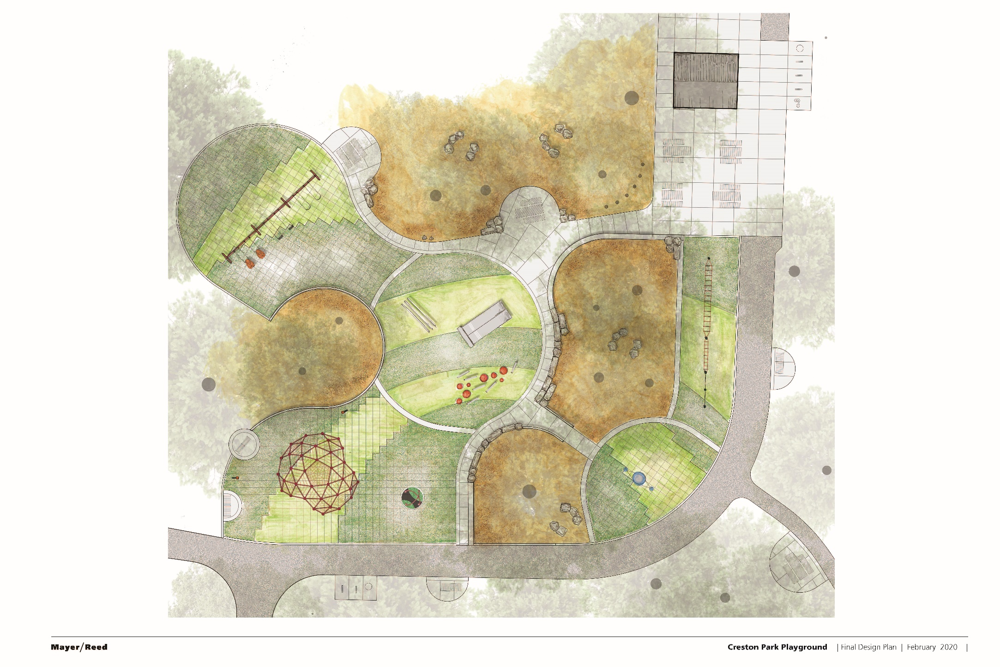 Mayer/Reed
Creston Park Playground | Final Design Plan | February 2020 |